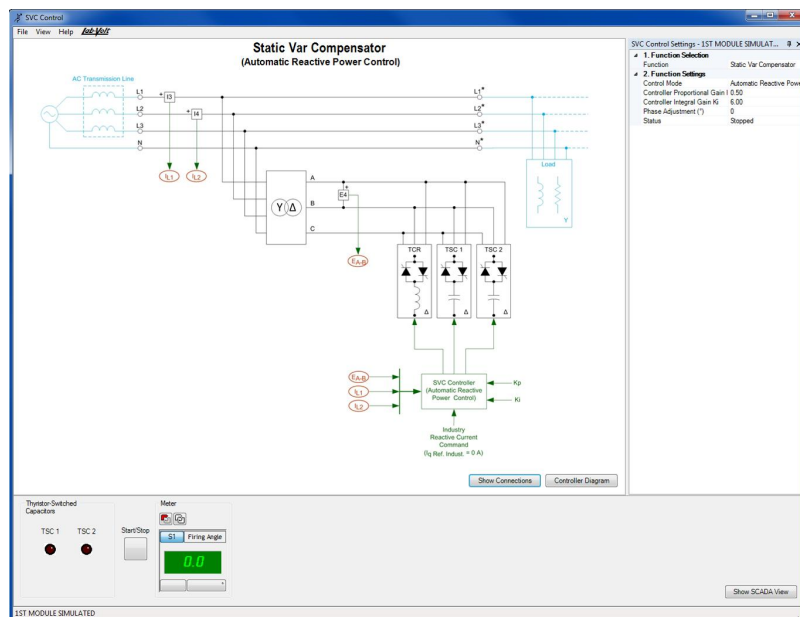 SVC Control
File View Help Lab-Volt
Static Var Compensator
(Automatic Reactive Power Control)
AC Transmission Line
L1
L2
L3
N
+ I3
+ I4
L1*
L2*
L3*
N*
IL1
IL2
Load
Y
Y Δ
A
B
C
+
E4
EA-B
TCR
TSC 1
TSC 2
Δ
Δ
Δ
EA-B
IL1
IL2
SVC Controller
(Automatic Reactive
Power Control)
Kp
Ki
Industry
Reactive Current
Command
(Iq Ref. Indust. = 0 A)
Show Connections
Controller Diagram
SVC Control Settings - 1ST MODULE SIMULAT...
1. Function Selection
Function Static Var Compensator
2. Function Settings
Control Mode Automatic Reactive Powe
Controller Proportional Gain 0.50
Controller Integral Gain Ki 6.00
Phase Adjustment (°) 0
Status Stopped
Thyristor-Switched
Capacitors
TSC 1 TSC 2
Start/Stop
Meter
S1 Firing Angle
0.0
°
Show SCADA View
1ST MODULE SIMULATED